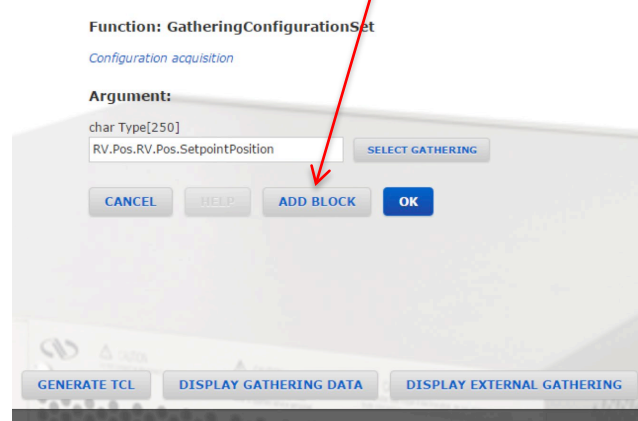 Function: GatheringConfigurationSet
Configuration acquisition
Argument:
char Type[250]
RV.Pos.RV.Pos.SetpointPosition SELECT GATHERING
CANCEL HELP ADD BLOCK OK
GENERATE TCL DISPLAY GATHERING DATA DISPLAY EXTERNAL GATHERING